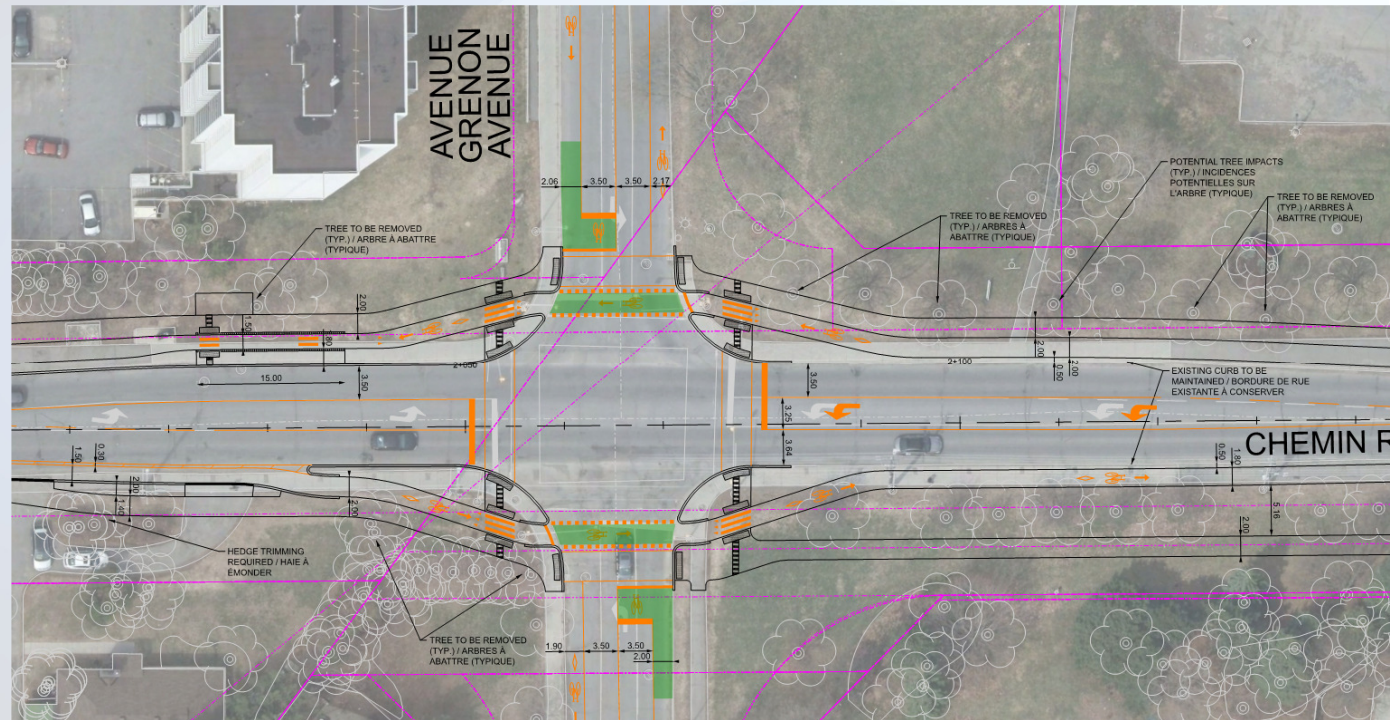 AVENUE
GRENON
AVENUE
2.06
3.50
3.50
2.17
POTENTIAL TREE IMPACTS
(TYP.) / INCIDENCES
POTENTIELLES SUR
L'ARBRE (TYPIQUE)
TREE TO BE REMOVED
(TYP.) / ARBRES À
ABATTRE (TYPIQUE)
TREE TO BE REMOVED
(TYP.) / ARBRES À
ABATTRE (TYPIQUE)
TREE TO BE REMOVED
(TYP.) / ARBRE À ABATTRE
(TYPIQUE)
2.00
1.50
.80
15.00
3.50
2+100
2.00
0.50
2.00
3.50
3.25
3.64
EXISTING CURB TO BE
MAINTAINED / BORDURE DE RUE
EXISTANTE À CONSERVER
CHEMIN R
0.50
1.80
5.16
2.00
0.30
1.50
2.00
1.40
2.00
HEDGE TRIMMING
REQUIRED / HAIE À
ÉMONDER
TREE TO BE REMOVED
(TYP.) / ARBRES À
ABATTRE (TYPIQUE)
1.90
3.50
3.50
2.00